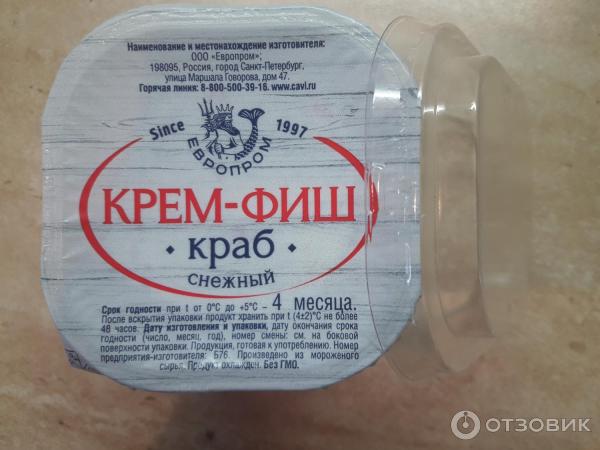 Наименование и местонахождение изготовителя:
ООО «Европром»;
198095, Россия, город Санкт-Петербург,
улица Маршала Говорова, дом 47.
Горячая линия: 8-800-500-39-16. www.cavi.ru
Since 1997
ЕВРОПРОМ
КРЕМ-ФИШ
• краб •
снежный
Срок годности при t от 0°С до +5°С – 4 месяца.
После вскрытия упаковки продукт хранить при t (4±2)°С не более
48 часов. Дату изготовления и упаковки, дату окончания срока
годности (число, месяц, год), номер смены: см. на боковой
поверхности упаковки. Продукция, готовая к употреблению. Номер
предприятия-изготовителя: Б76. Произведено из мороженого
сырья. Продукт охлажден. Без ГМО.
ОТЗОВИК